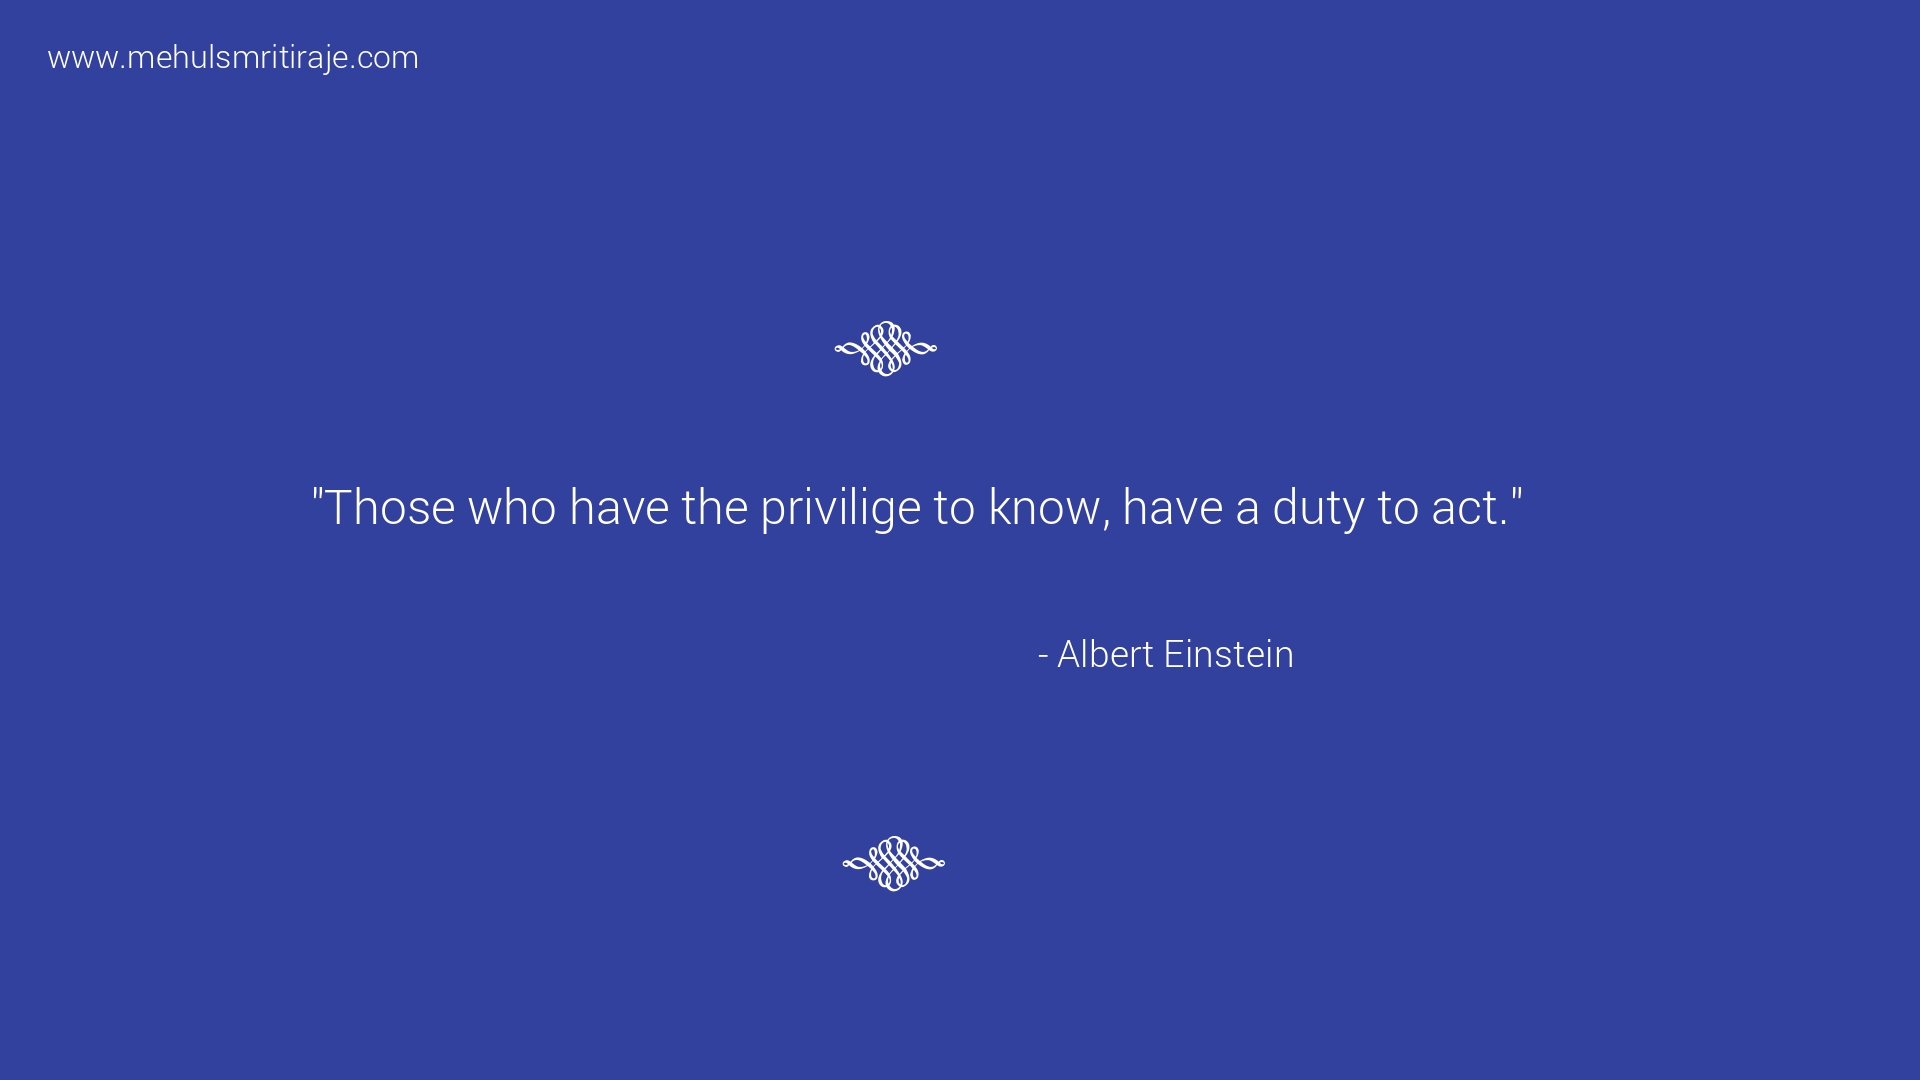 www.mehulsmritiraje.com
"Those who have the privilige to know, have a duty to act."
- Albert Einstein